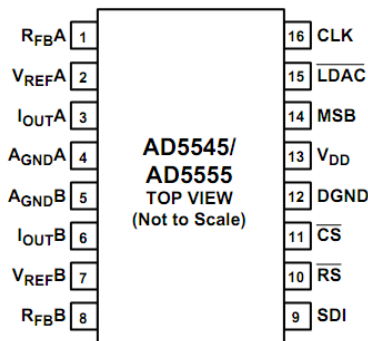 RFBA 1
VREFA 2
IOUTA 3
AGNDA 4
AGNDB 5
IOUTB 6
VREFB 7
RFBB 8
AD5545/
AD5555
TOP VIEW
(Not to Scale)
16 CLK
15 LDAC
14 MSB
13 VDD
12 DGND
11 CS
10 RS
9 SDI